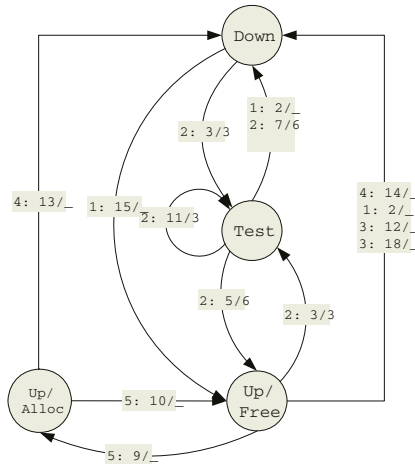 Down
1: 2/_
2: 7/6
2: 3/3
4: 13/_
1: 15/_
2: 11/3
4: 14/_
1: 2/_
3: 12/_
3: 18/_
Test
2: 5/6
2: 3/3
Up/
Alloc
5: 10/_
Up/
Free
5: 9/_